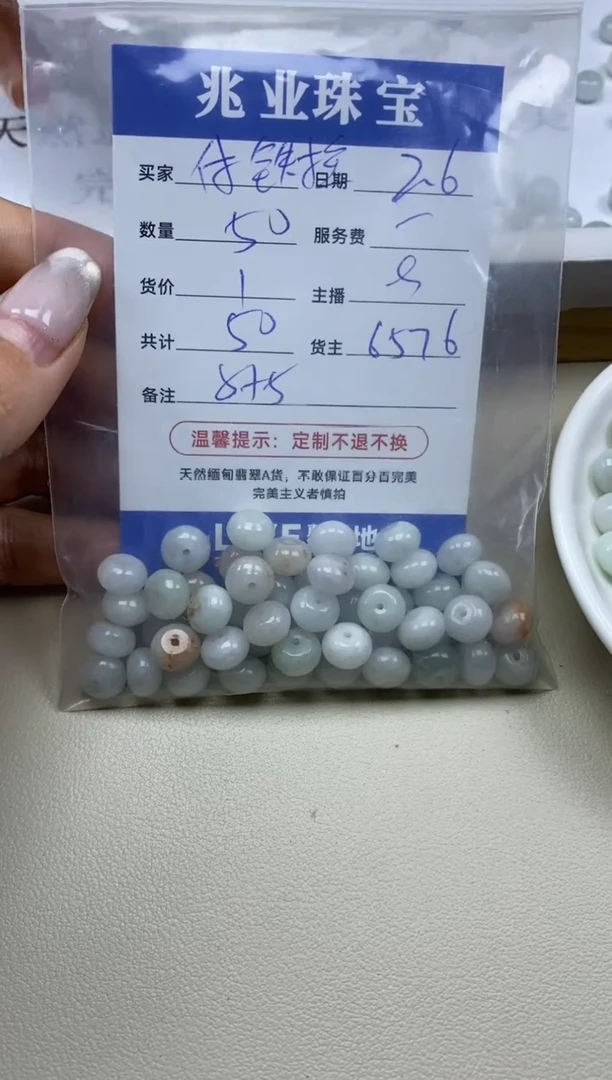 兆业珠宝
买家 日期 2.6
数量 50 服务费 一
货价 1 主播
共计 50 货主 6576
备注 875
温馨提示：定制不退不换
天然缅甸翡翠A货，不敢保证百分百完美
完美主义者慎拍
天